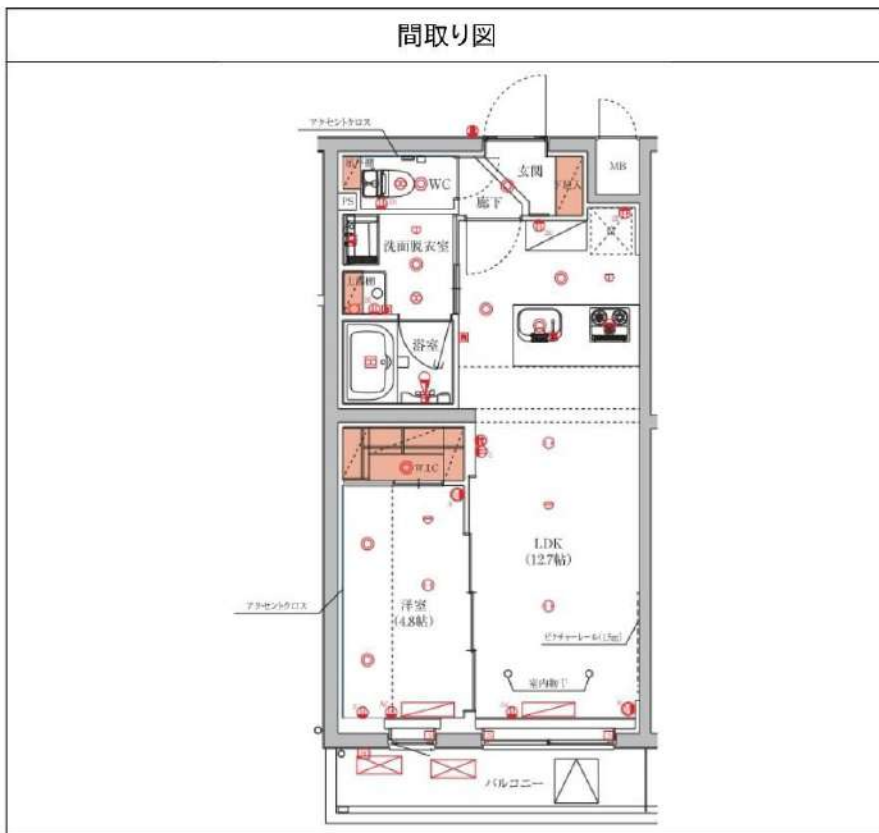 間取り図
アクセントクロス
WC
玄関
MB
下足入
PS
廊下
洗面脱衣室
上部棚
浴室
W.I.C
LDK
(12.7帖)
洋室
(4.8帖)
アクセントクロス
ピクチャーレール(1.5m)
室内物干
バルコニー